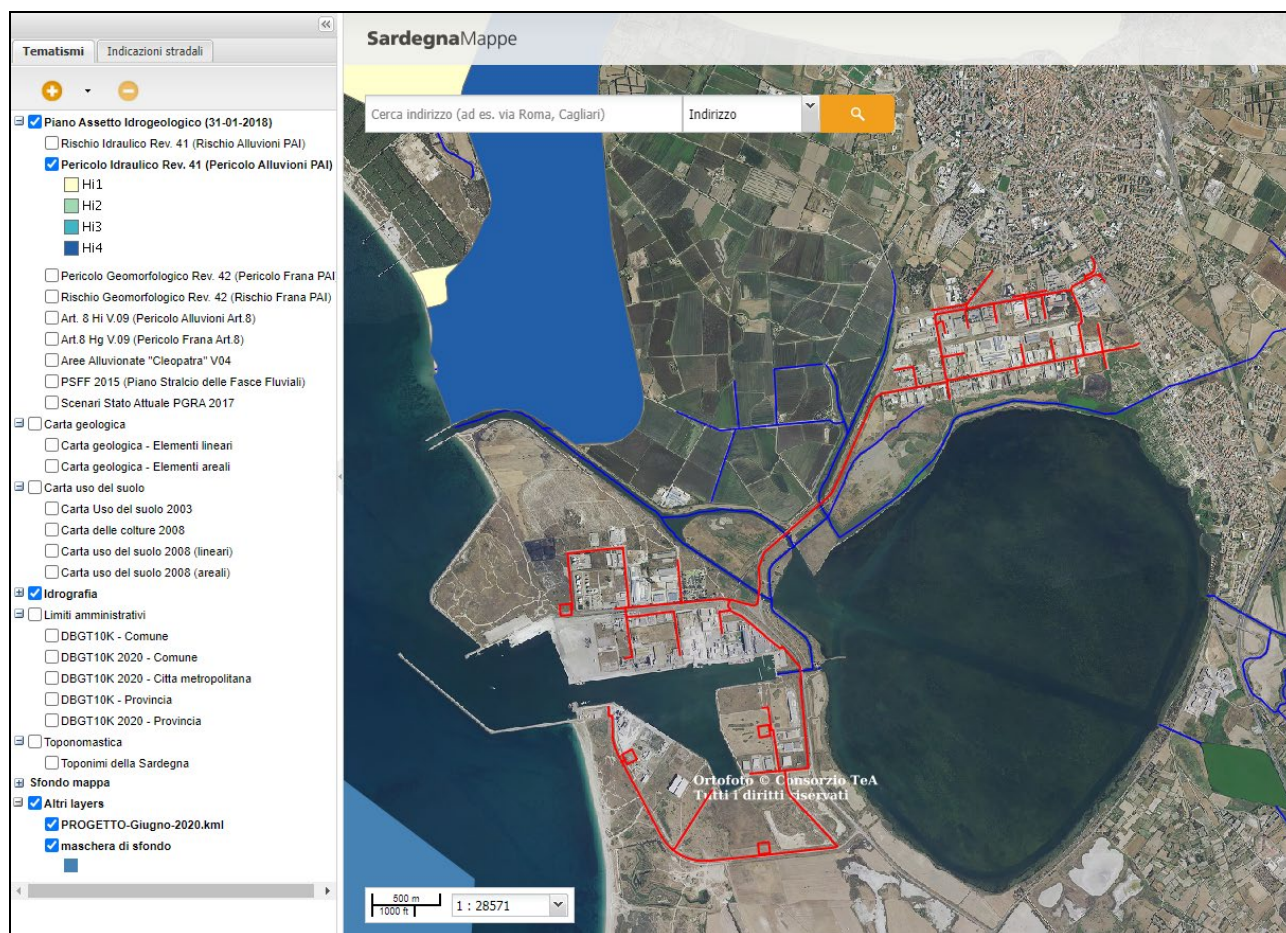 Tematismi
Indicazioni stradali
Piano Assetto Idrogeologico (31-01-2018)
Rischio Idraulico Rev. 41 (Rischio Alluvioni PAI)
Pericolo Idraulico Rev. 41 (Pericolo Alluvioni PAI)
Hi1
Hi2
Hi3
Hi4
Pericolo Geomorfologico Rev. 42 (Pericolo Frana PAI
Rischio Geomorfologico Rev. 42 (Rischio Frana PAI)
Art. 8 Hi V.09 (Pericolo Alluvioni Art.8)
Art.8 Hg V.09 (Pericolo Frana Art.8)
Aree Alluvionate "Cleopatra" V04
PSFF 2015 (Piano Stralcio delle Fasce Fluviali)
Scenari Stato Attuale PGRA 2017
Carta geologica
Carta geologica - Elementi lineari
Carta geologica - Elementi areali
Carta uso del suolo
Carta Uso del suolo 2003
Carta delle colture 2008
Carta uso del suolo 2008 (lineari)
Carta uso del suolo 2008 (areali)
Idrografia
Limiti amministrativi
DBGT10K - Comune
DBGT10K 2020 - Comune
DBGT10K 2020 - Citta metropolitana
DBGT10K - Provincia
DBGT10K 2020 - Provincia
Toponomastica
Toponimi della Sardegna
Sfondo mappa
Altri layers
PROGETTO-Giugno-2020.kml
maschera di sfondo
SardegnaMappe
Cerca indirizzo (ad es. via Roma, Cagliari)
Indirizzo
Ortofoto © Consorzio TeA
Tutti i diritti riservati
500 m
1000 ft
1 : 28571